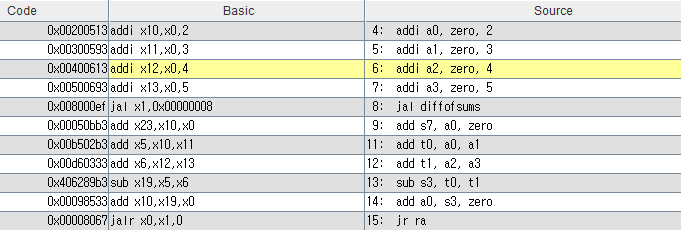 Code Basic Source
0x00200513 addi x10,x0,2 4: addi a0, zero, 2
0x00300593 addi x11,x0,3 5: addi a1, zero, 3
0x00400613 addi x12,x0,4 6: addi a2, zero, 4
0x00500693 addi x13,x0,5 7: addi a3, zero, 5
0x008000ef jal x1,0x00000008 8: jal diffofsums
0x00050bb3 add x23,x10,x0 9: add s7, a0, zero
0x00b502b3 add x5,x10,x11 11: add t0, a0, a1
0x00d60333 add x6,x12,x13 12: add t1, a2, a3
0x406289b3 sub x19,x5,x6 13: sub s3, t0, t1
0x00098533 add x10,x19,x0 14: add a0, s3, zero
0x00008067 jalr x0,x1,0 15: jr ra